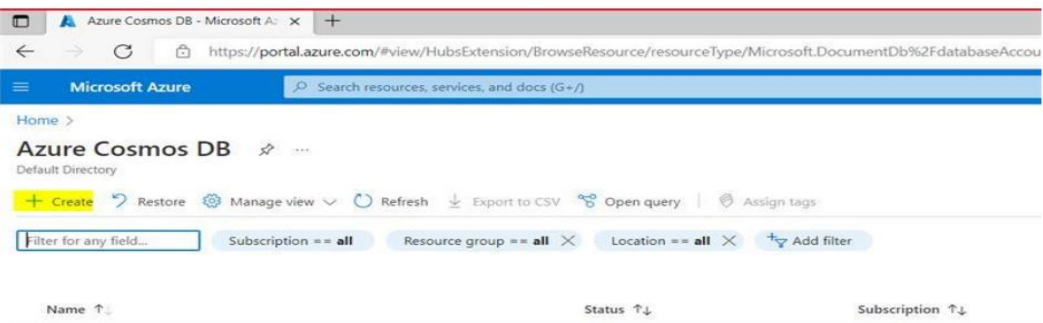 Azure Cosmos DB - Microsoft A
https://portal.azure.com/#view/HubsExtension/BrowseResource/resourceType/Microsoft.DocumentDb%2FdatabaseAccou
Microsoft Azure Search resources, services, and docs (G+/)
Home >
Azure Cosmos DB ...
Default Directory
+ Create Restore Manage view Refresh Export to CSV Open query Assign tags
Filter for any field... Subscription == all Resource group == all Location == all Add filter
Name Status Subscription